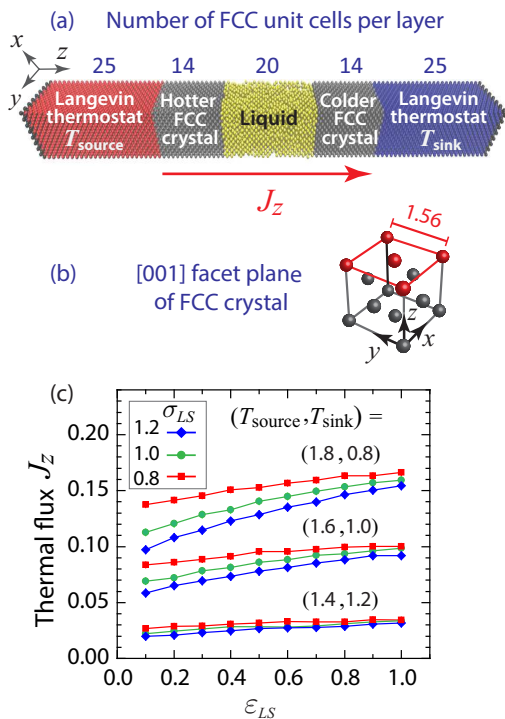 (a) Number of FCC unit cells per layer
x
z
y
25 14 20 14 25
Langevin thermostat T_source
Hotter FCC crystal
Liquid
Colder FCC crystal
Langevin thermostat T_sink
J_z
(b) [001] facet plane of FCC crystal
1.56
z
y
x
(c)
σ_LS
1.2
1.0
0.8
(T_source, T_sink) =
(1.8, 0.8)
(1.6, 1.0)
(1.4, 1.2)
Thermal flux J_z
0.20
0.15
0.10
0.05
0.00
0.0 0.2 0.4 0.6 0.8 1.0
ε_LS